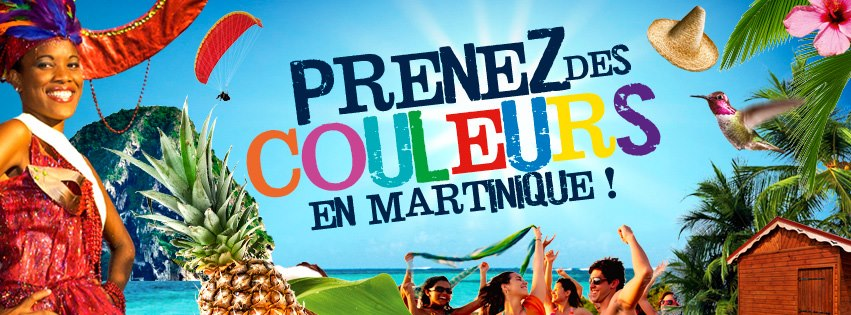 PRENEZ DES
COULEURS
EN MARTINIQUE !